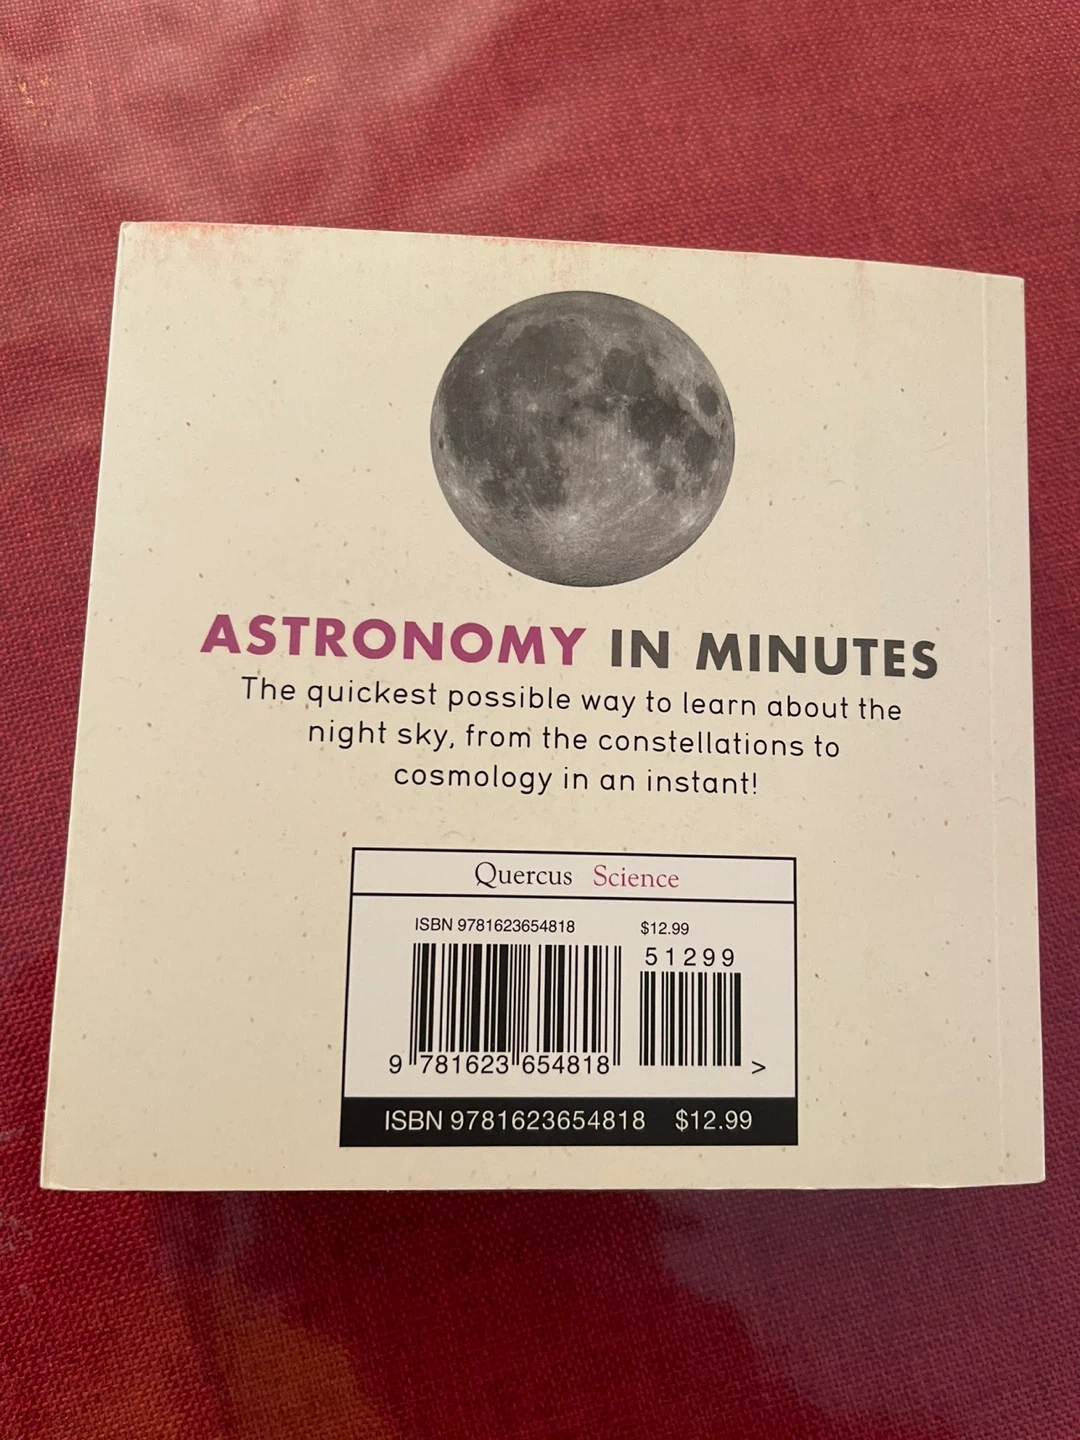 ASTRONOMY IN MINUTES
The quickest possible way to learn about the
night sky, from the constellations to
cosmology in an instant!
Quercus Science
ISBN 9781623654818 $12.99
51299
9 781623 654818 >
ISBN 9781623654818 $12.99